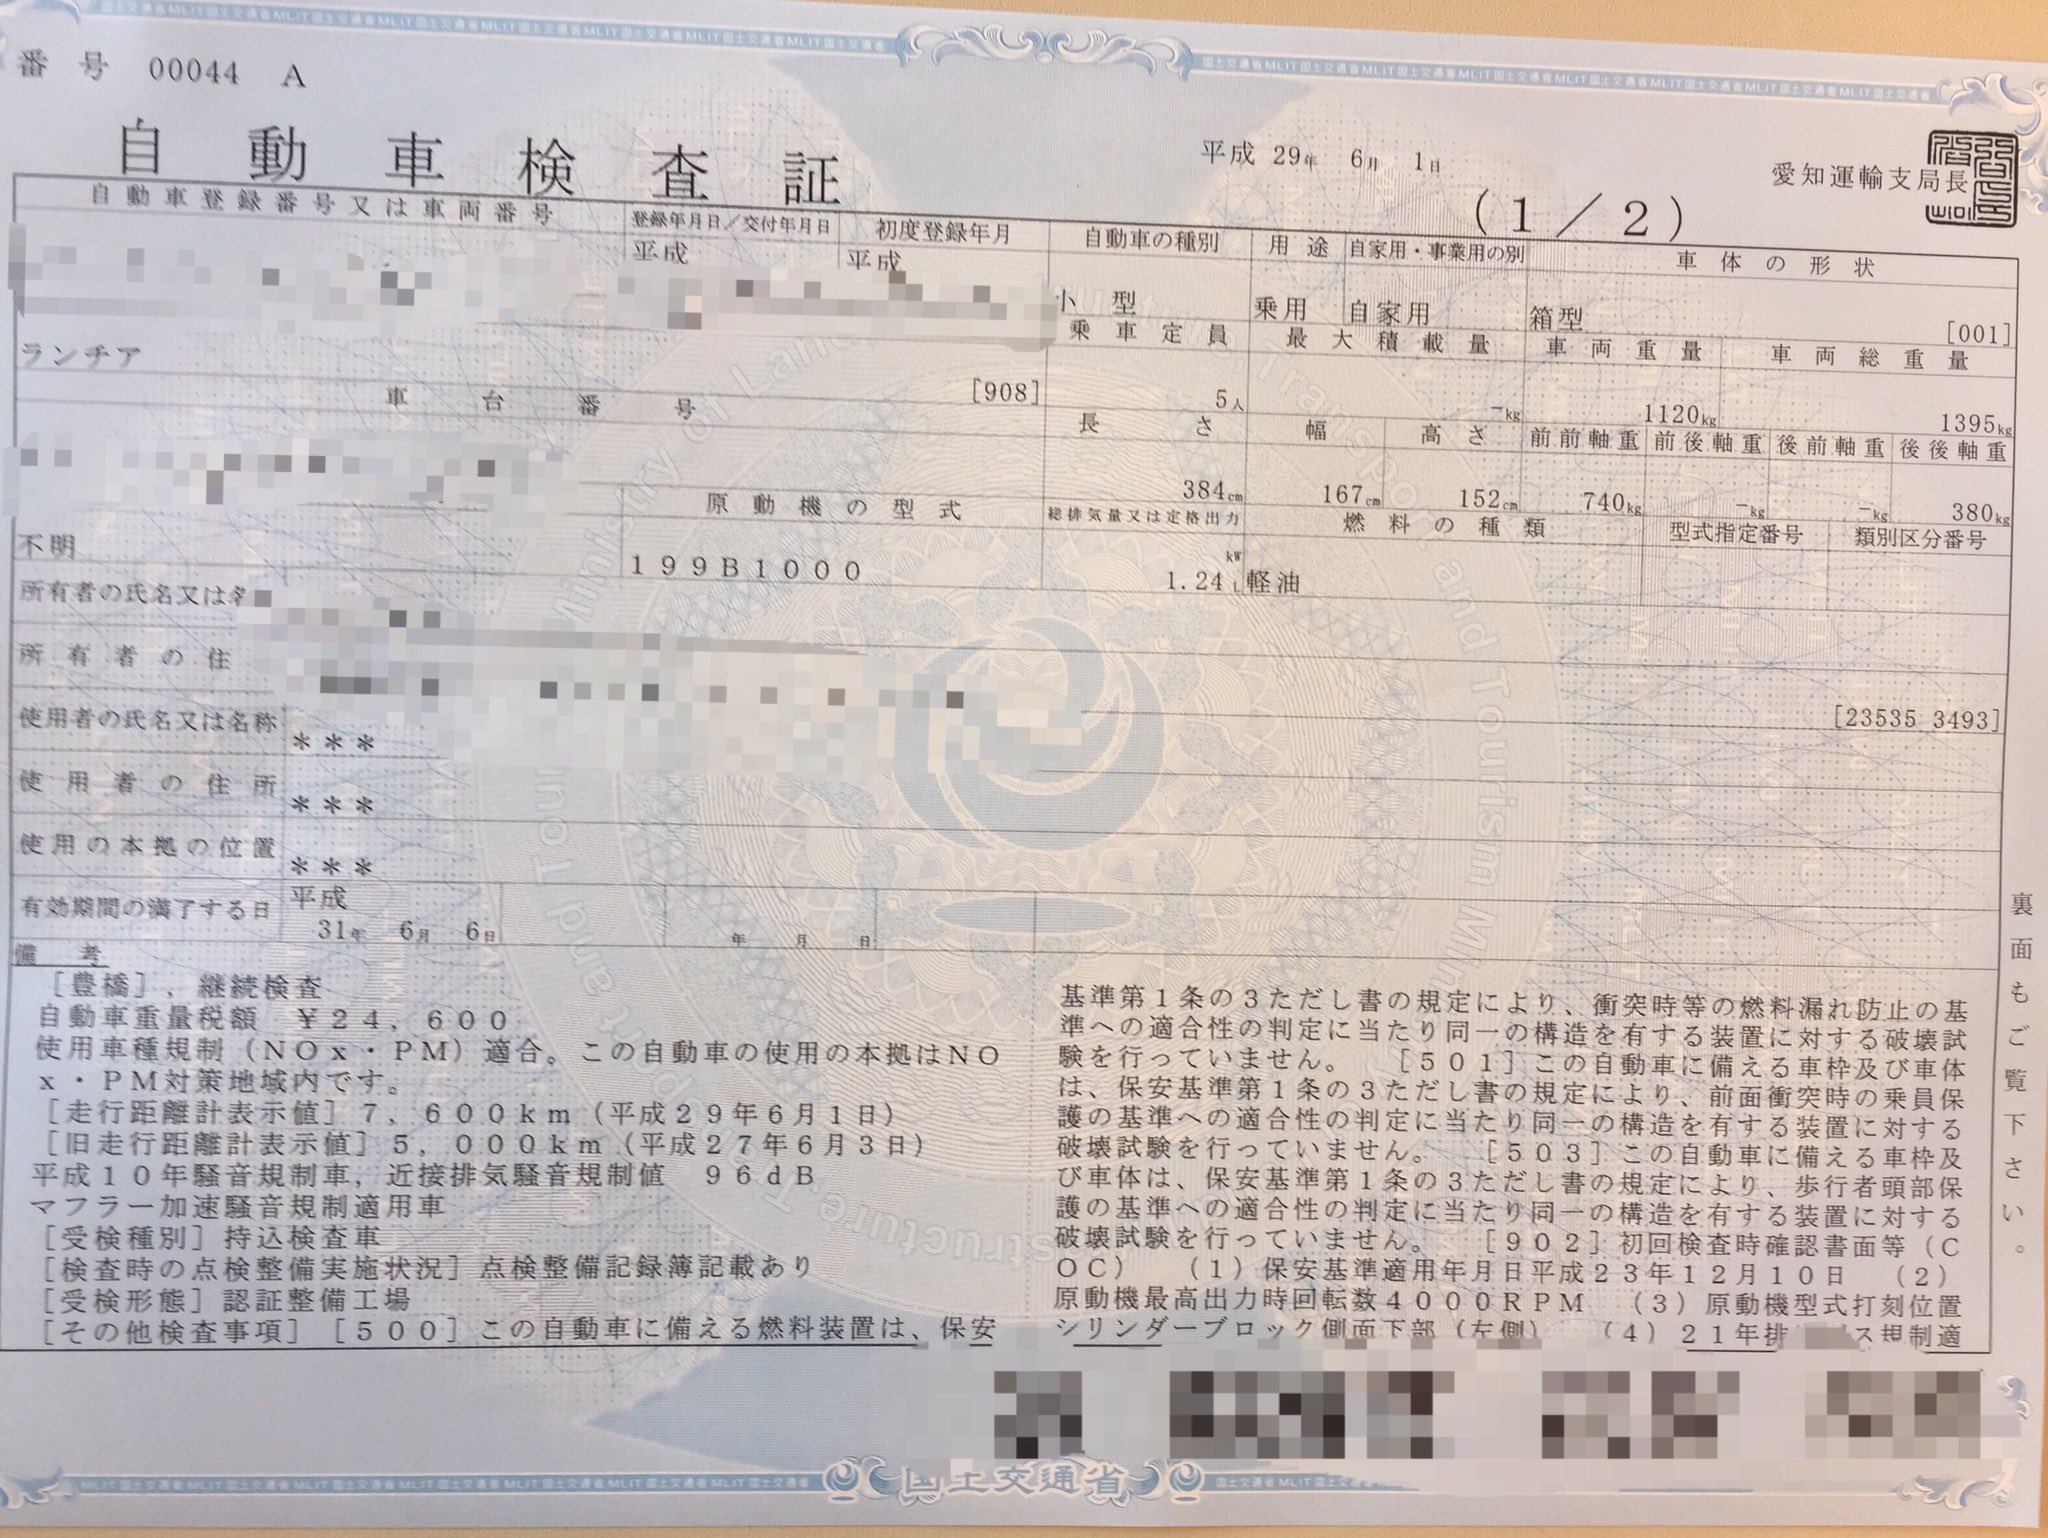 番号 00044 A
自動車検査証
平成 29年 6月 1日
愛知運輸支局長
(1/2)
自動車登録番号又は車両番号 登録年月日/交付年月日 初度登録年月 自動車の種別 用途 自家用・事業用の別 車体の形状
平成 平成 小型 乗用 自家用 箱型 [001]
乗車定員 最大積載量 車両重量 車両総重量
ランチア [908] 5人 -kg 1120kg 1395kg
車台番号 長さ 幅 高さ 前前軸重 前後軸重 後前軸重 後後軸重
384cm 167cm 152cm 740kg -kg -kg 380kg
原動機の型式 総排気量又は定格出力 燃料の種類 型式指定番号 類別区分番号
不明 199B1000 kW 1.24L 軽油
所有者の氏名又は名
所有者の住
[23535 3493]
使用者の氏名又は名称 ***
使用者の住所 ***
使用の本拠の位置 ***
有効期間の満了する日 平成 31年 6月 6日 年 月 日
備考
[豊橋],継続検査
自動車重量税額 ¥24,600
使用車種規制(NOx・PM)適合。この自動車の使用の本拠はNO
x・PM対策地域内です。
[走行距離計表示値]7,600km(平成29年6月1日)
[旧走行距離計表示値]5,000km(平成27年6月3日)
平成10年騒音規制車,近接排気騒音規制値 96dB
マフラー加速騒音規制適用車
[受検種別]持込検査車
[検査時の点検整備実施状況]点検整備記録簿記載あり
[受検形態]認証整備工場
[その他検査事項][500]この自動車に備える燃料装置は、保安
基準第1条の3ただし書の規定により、衝突時等の燃料漏れ防止の基
準への適合性の判定に当たり同一の構造を有する装置に対する破壊試
験を行っていません。 [501]この自動車に備える車枠及び車体
は、保安基準第1条の3ただし書の規定により、前面衝突時の乗員保
護の基準への適合性の判定に当たり同一の構造を有する装置に対する
破壊試験を行っていません。 [503]この自動車に備える車枠及
び車体は、保安基準第1条の3ただし書の規定により、歩行者頭部保
護の基準への適合性の判定に当たり同一の構造を有する装置に対する
破壊試験を行っていません。 [902]初回検査時確認書面等(C
OC) (1)保安基準適用年月日平成23年12月10日 (2)
原動機最高出力時回転数4000RPM (3)原動機型式打刻位置
シリンダーブロック側面下部(左側) (4)21年排 ス規制適
裏面もご覧下さい。
国土交通省